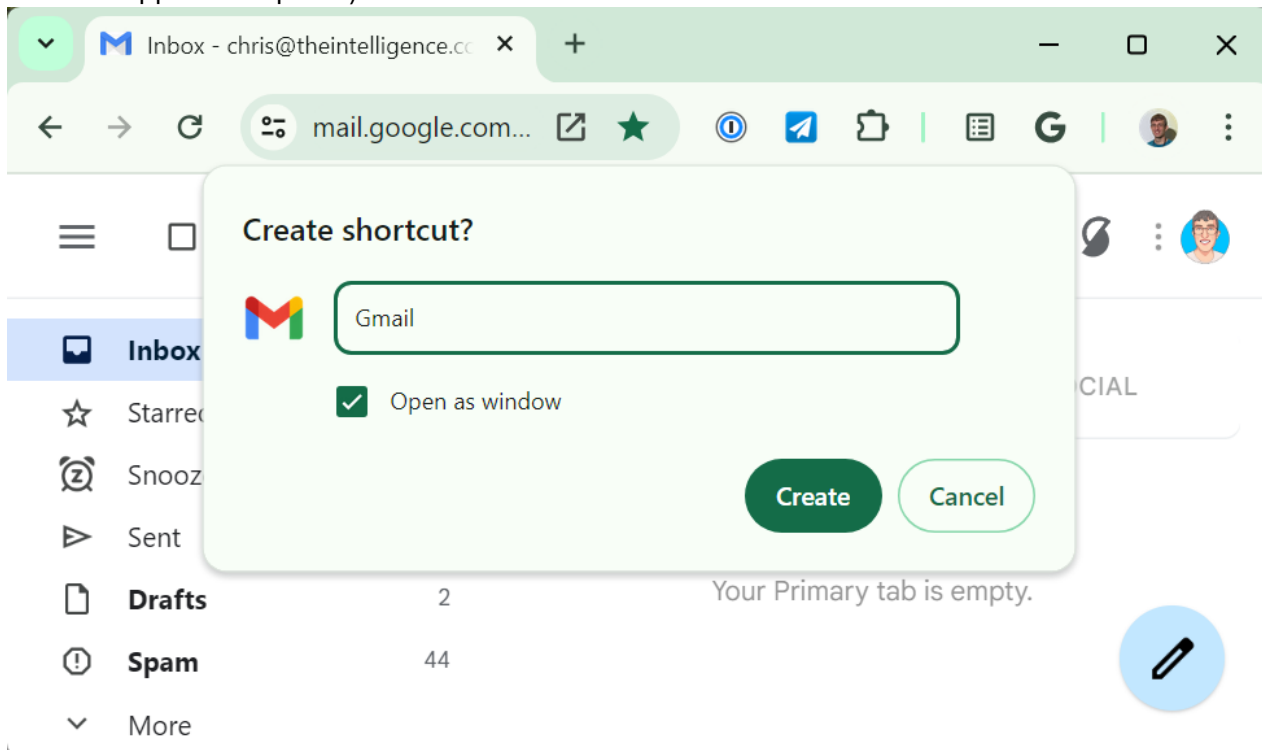 Inbox - chris@theintelligence.cc
mail.google.com...
G
Create shortcut?
Gmail
Open as window
Create
Cancel
Inbox
Starred
CIAL
Snooz
Sent
Your Primary tab is empty.
Drafts 2
Spam 44
More